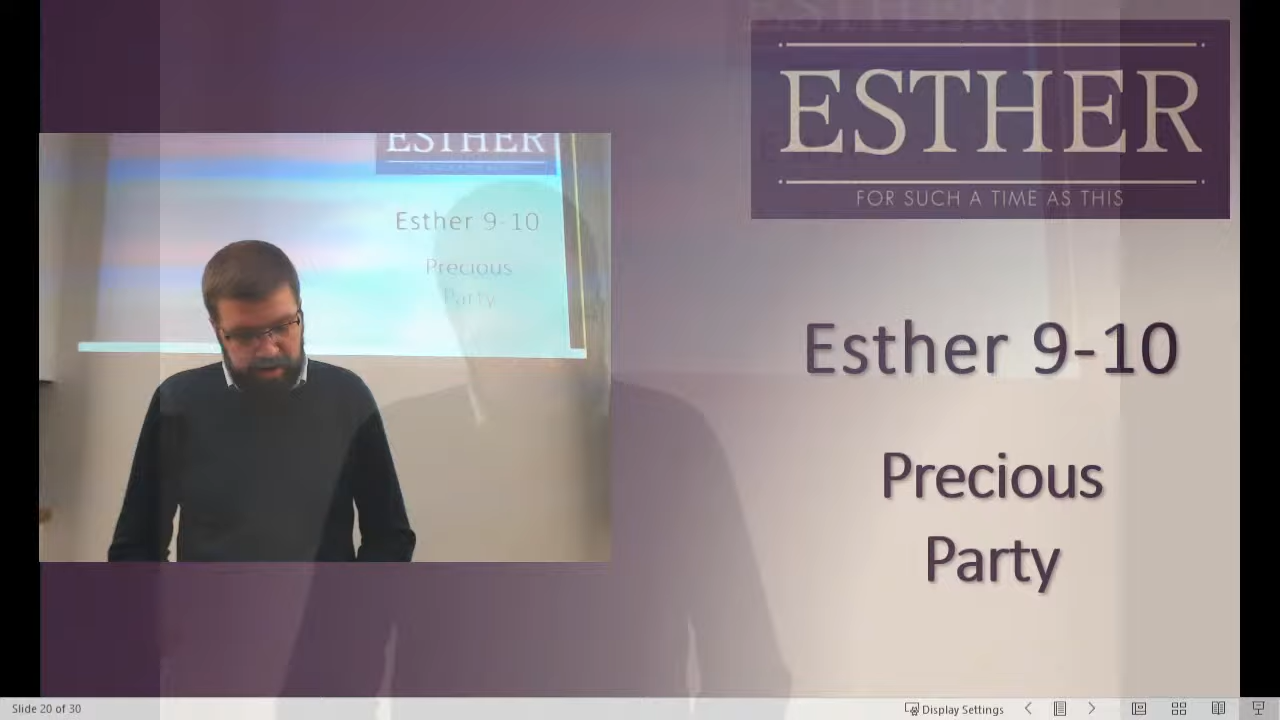 ESTHER
ESTHER
FOR SUCH A TIME AS THIS
ESTHER
Esther 9-10
Precious
Party
Esther 9-10
Precious
Party
Slide 20 of 30
Display Settings